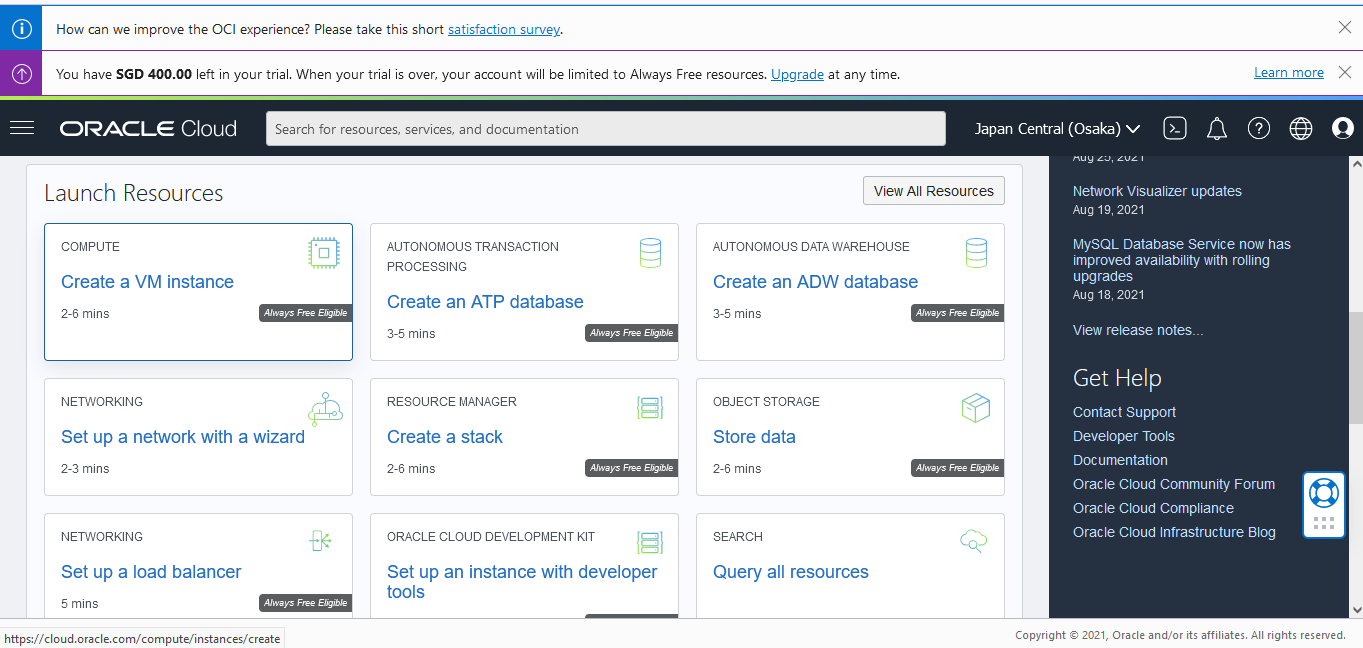 How can we improve the OCI experience? Please take this short satisfaction survey.
You have SGD 400.00 left in your trial. When your trial is over, your account will be limited to Always Free resources. Upgrade at any time.
Learn more
ORACLE Cloud
Search for resources, services, and documentation
Japan Central (Osaka)
Launch Resources
View All Resources
COMPUTE
Create a VM instance
2-6 mins
Always Free Eligible
AUTONOMOUS TRANSACTION
PROCESSING
Create an ATP database
3-5 mins
Always Free Eligible
AUTONOMOUS DATA WAREHOUSE
Create an ADW database
3-5 mins
Always Free Eligible
NETWORKING
Set up a network with a wizard
2-3 mins
RESOURCE MANAGER
Create a stack
2-6 mins
Always Free Eligible
OBJECT STORAGE
Store data
2-6 mins
Always Free Eligible
NETWORKING
Set up a load balancer
5 mins
Always Free Eligible
ORACLE CLOUD DEVELOPMENT KIT
Set up an instance with developer
tools
SEARCH
Query all resources
Aug 25, 2021
Network Visualizer updates
Aug 19, 2021
MySQL Database Service now has
improved availability with rolling
upgrades
Aug 18, 2021
View release notes...
Get Help
Contact Support
Developer Tools
Documentation
Oracle Cloud Community Forum
Oracle Cloud Compliance
Oracle Cloud Infrastructure Blog
https://cloud.oracle.com/compute/instances/create
Copyright © 2021, Oracle and/or its affiliates. All rights reserved.